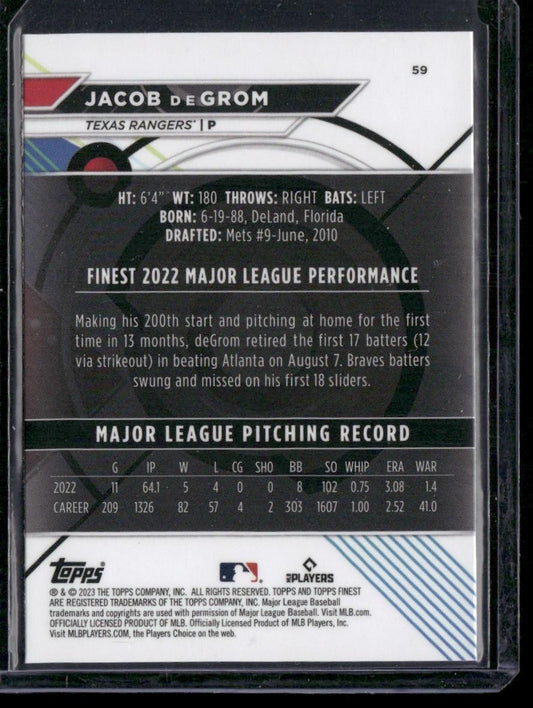 59
JACOB DEGROM
TEXAS RANGERS® | P
HT: 6'4" WT: 180 THROWS: RIGHT BATS: LEFT
BORN: 6-19-88, DeLand, Florida
DRAFTED: Mets #9-June, 2010
FINEST 2022 MAJOR LEAGUE PERFORMANCE
Making his 200th start and pitching at home for the first
time in 13 months, deGrom retired the first 17 batters (12
via strikeout) in beating Atlanta on August 7. Braves batters
swung and missed on his first 18 sliders.
MAJOR LEAGUE PITCHING RECORD
G IP W L CG SHO BB SO WHIP ERA WAR
2022 11 64.1 5 4 0 0 8 102 0.75 3.08 1.4
CAREER 209 1326 82 57 4 2 303 1607 1.00 2.52 41.0
TOPPS® PLAYERS
® & © 2023 THE TOPPS COMPANY, INC. ALL RIGHTS RESERVED. TOPPS AND TOPPS FINEST
ARE REGISTERED TRADEMARKS OF THE TOPPS COMPANY, INC. Major League Baseball
trademarks and copyrights are used with permission of Major League Baseball. Visit MLB.com.
OFFICIALLY LICENSED PRODUCT OF MLB. Officially Licensed Product of MLB Players, Inc.
Visit MLBPLAYERS.COM, the Players Choice on the web.